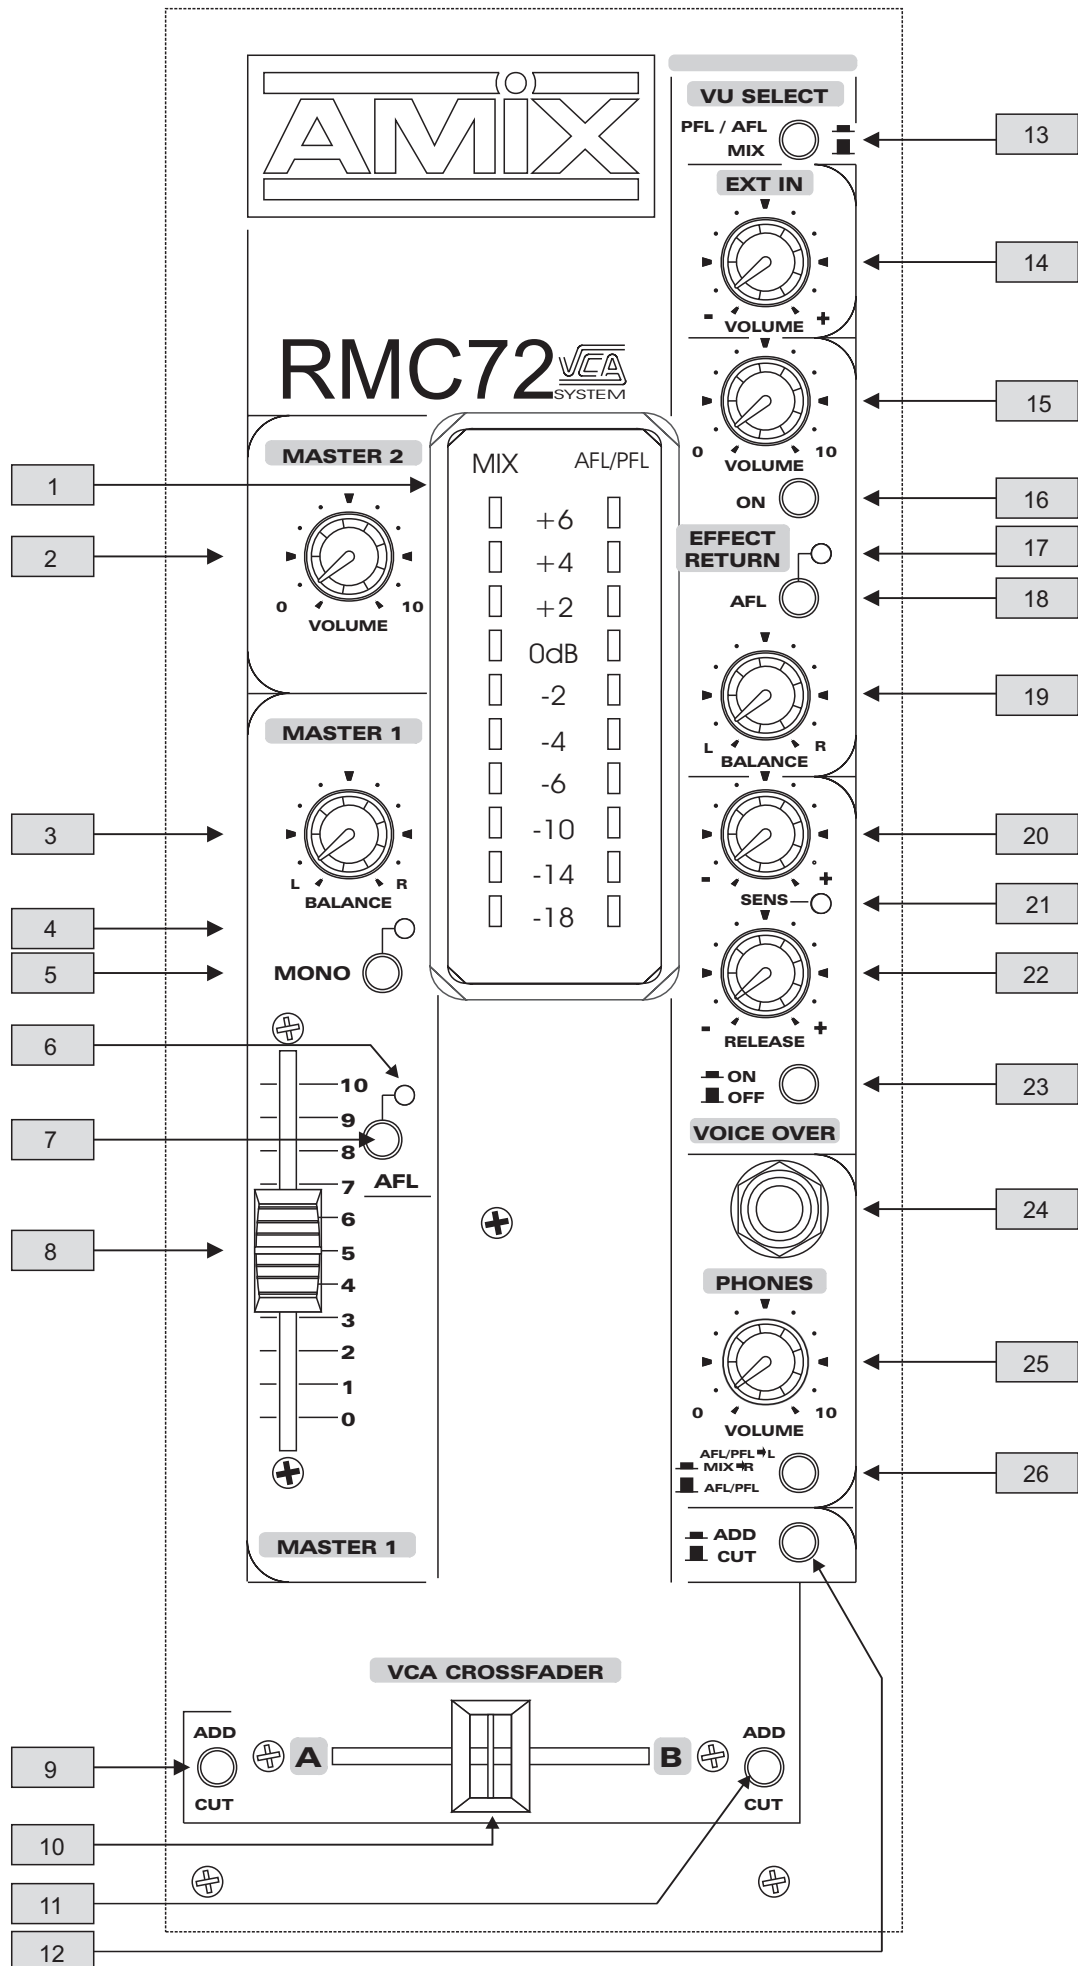 AMiX
VU SELECT
PFL / AFL
MIX
13
EXT IN
14
- VOLUME +
RMC72 VCA
SYSTEM
15
0 VOLUME 10
MASTER 2
MIX AFL/PFL
1
ON
16
+6
2
+4
+2
0dB
-2
-4
-6
-10
-14
-18
0 10
VOLUME
EFFECT
RETURN
17
AFL
18
19
L R
BALANCE
MASTER 1
3
L R
BALANCE
4
MONO
5
20
- +
SENS
21
22
- +
RELEASE
6
10
9
8
7
6
5
4
3
2
1
0
7
AFL
8
MASTER 1
ON
OFF
23
VOICE OVER
24
PHONES
25
0 10
VOLUME
AFL/PFL➡L
MIX➡R
AFL/PFL
26
ADD
CUT
VCA CROSSFADER
ADD
A B
CUT
ADD
CUT
9
10
11
12